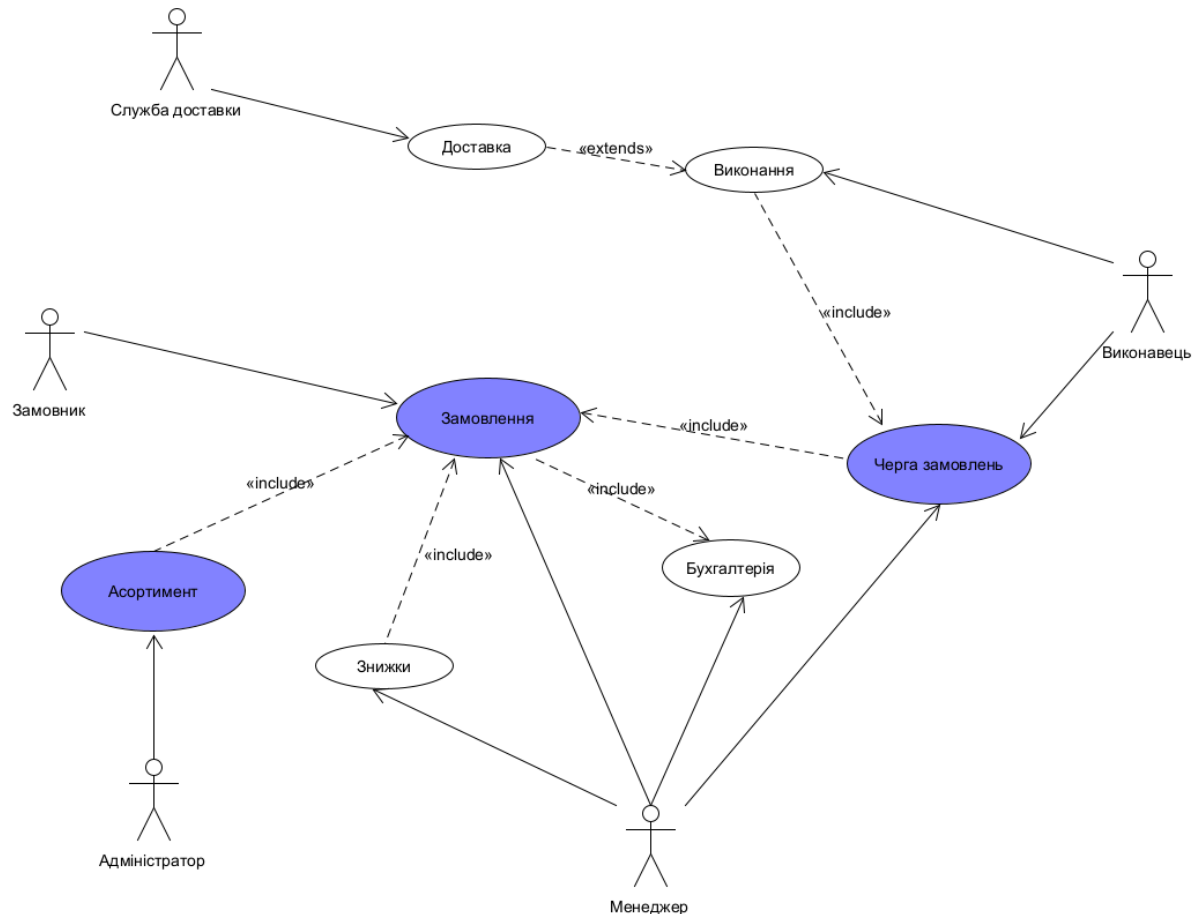 Служба доставки
Доставка
«extends»
Виконання
«include»
Виконавець
Замовник
Замовлення
«include»
Черга замовлень
«include»
«include»
«include»
Бухгалтерія
Асортимент
Знижки
Адміністратор
Менеджер